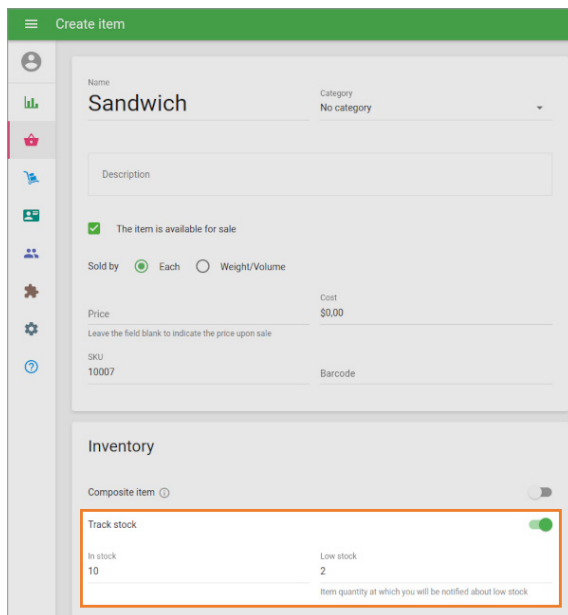 Create item
Name
Sandwich
Category
No category
Description
The item is available for sale
Sold by Each Weight/Volume
Price
Cost
$0,00
Leave the field blank to indicate the price upon sale
SKU
10007
Barcode
Inventory
Composite item
Track stock
In stock
10
Low stock
2
Item quantity at which you will be notified about low stock